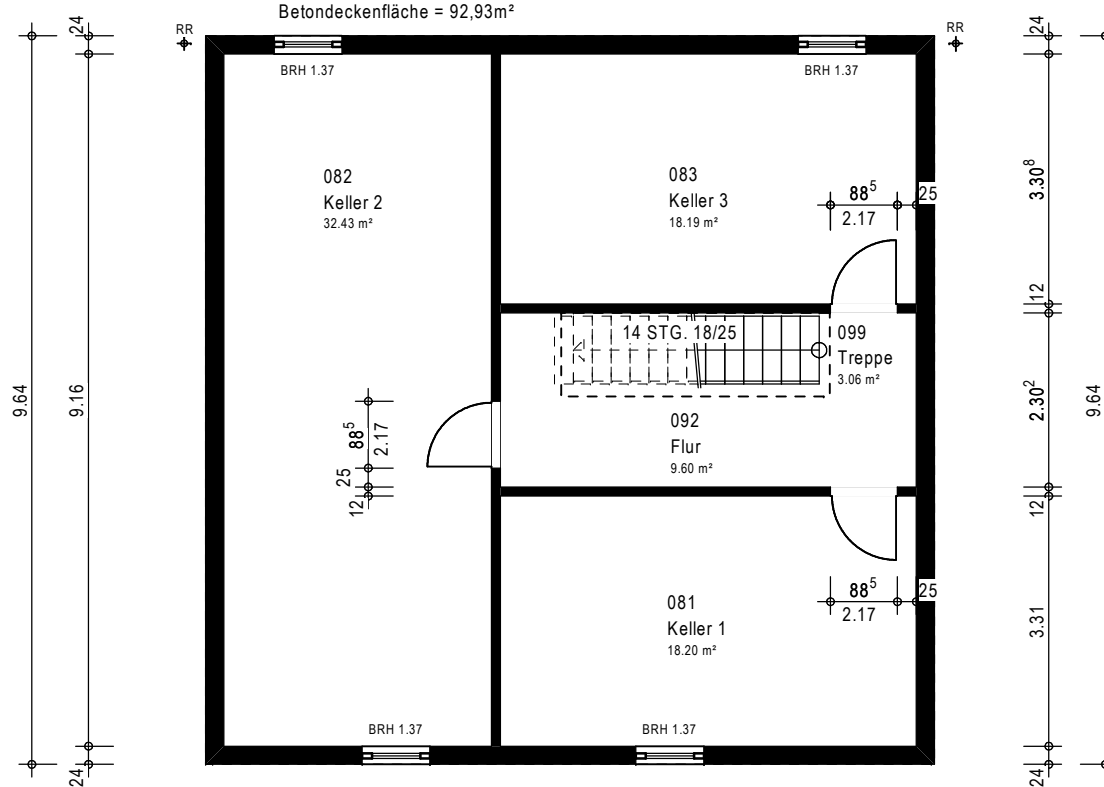 Betondeckenfläche = 92,93m²
24
24
RR
RR
24
BRH 1.37
BRH 1.37
082
Keller 2
32.43 m²
083
Keller 3
18.19 m²
88⁵
2.17
25
3.30⁸
12
14 STG. 18/25
099
Treppe
3.06 m²
9.64
9.16
88⁵
2.17
25
12
092
Flur
9.60 m²
2.30²
9.64
12
081
Keller 1
18.20 m²
88⁵
2.17
25
3.31
BRH 1.37
BRH 1.37
24
24